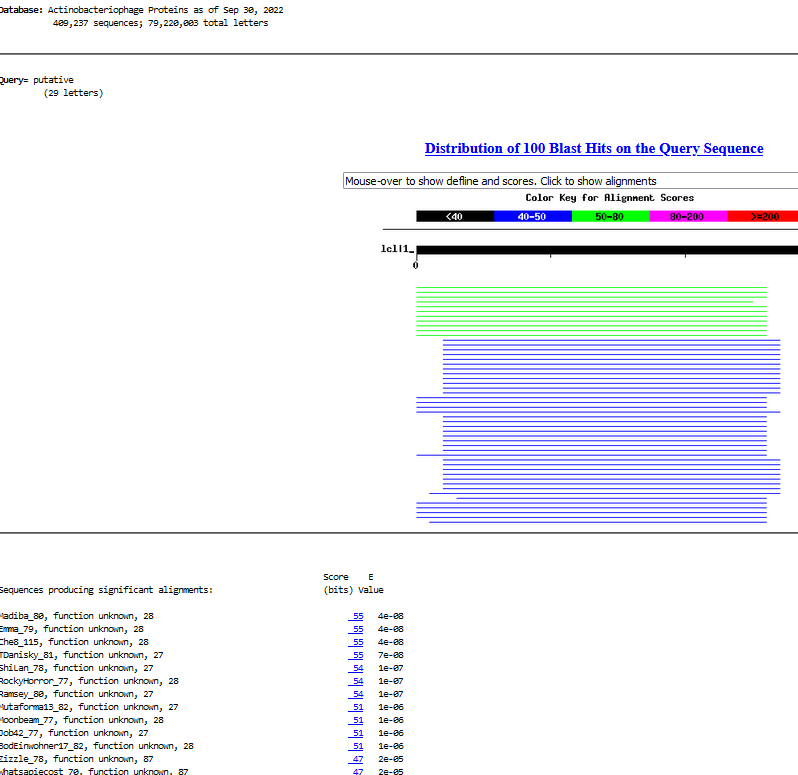 Database: Actinobacteriophage Proteins as of Sep 30, 2022
409,237 sequences; 79,220,003 total letters
Query= putative
(29 letters)
Distribution of 100 Blast Hits on the Query Sequence
Mouse-over to show defline and scores. Click to show alignments
Color Key for Alignment Scores
<40 40-50 50-80 80-200 >=200
lcl|1_
0
Score E
Sequences producing significant alignments: (bits) Value
Madiba_80, function unknown, 28 55 4e-08
Emma_79, function unknown, 28 55 4e-08
Che8_115, function unknown, 28 55 4e-08
TDanisky_81, function unknown, 27 55 7e-08
ShiLan_78, function unknown, 27 54 1e-07
RockyHorror_77, function unknown, 28 54 1e-07
Ramsey_80, function unknown, 27 54 1e-07
Mutaforma13_82, function unknown, 27 51 1e-06
Moonbeam_77, function unknown, 28 51 1e-06
Job42_77, function unknown, 27 51 1e-06
BodEinwohner17_82, function unknown, 28 51 1e-06
Zizzle_78, function unknown, 87 47 2e-05
Whatsapiecost_70, function unknown, 87 47 2e-05